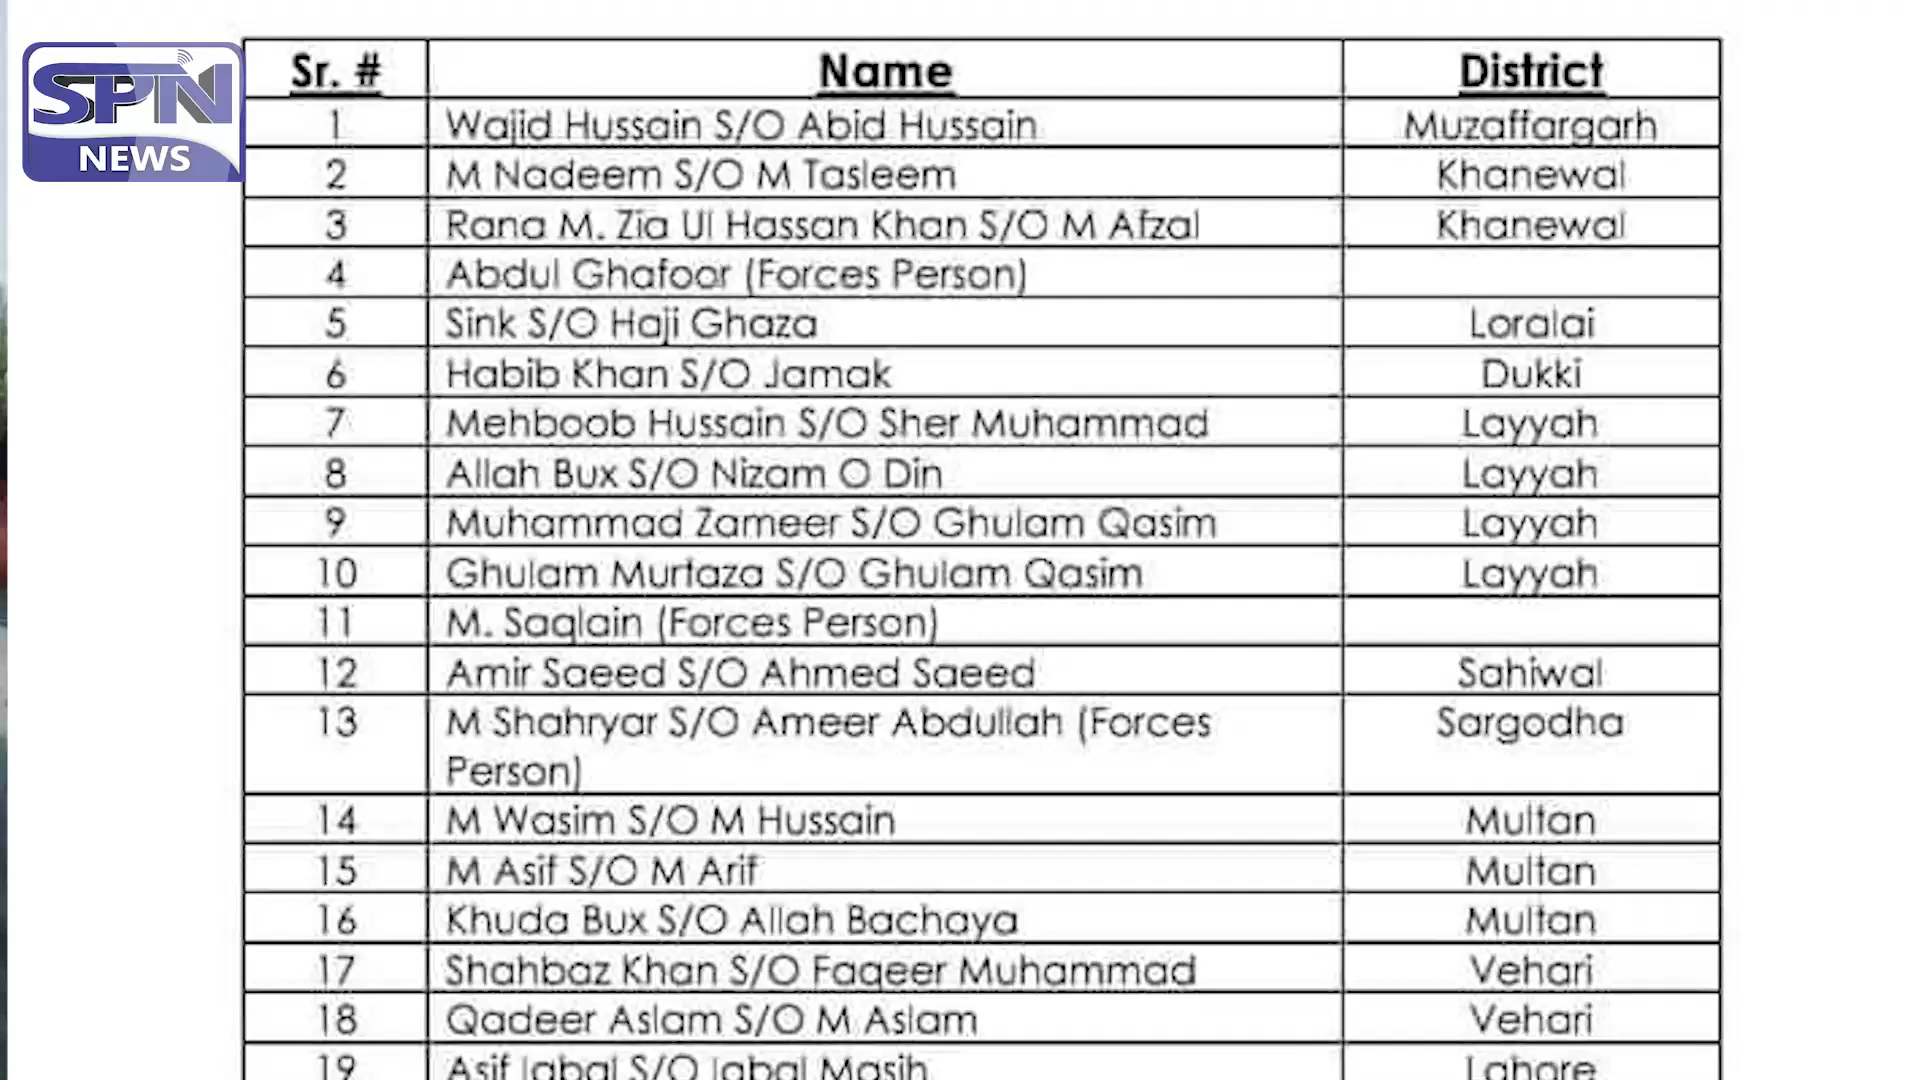 SPN
NEWS
Sr. # Name District
1 Wajid Hussain S/O Abid Hussain Muzaffargarh
2 M Nadeem S/O M Tasleem Khanewal
3 Rana M. Zia Ul Hassan Khan S/O M Afzal Khanewal
4 Abdul Ghafoor (Forces Person)
5 Sink S/O Haji Ghaza Loralai
6 Habib Khan S/O Jamak Dukki
7 Mehboob Hussain S/O Sher Muhammad Layyah
8 Allah Bux S/O Nizam O Din Layyah
9 Muhammad Zameer S/O Ghulam Qasim Layyah
10 Ghulam Murtaza S/O Ghulam Qasim Layyah
11 M. Saqlain (Forces Person)
12 Amir Saeed S/O Ahmed Saeed Sahiwal
13 M Shahryar S/O Ameer Abdullah (Forces Sargodha
Person)
14 M Wasim S/O M Hussain Multan
15 M Asif S/O M Arif Multan
16 Khuda Bux S/O Allah Bachaya Multan
17 Shahbaz Khan S/O Faqeer Muhammad Vehari
18 Qadeer Aslam S/O M Aslam Vehari
19 Asif Iqbal S/O Iqbal Masih Lahore